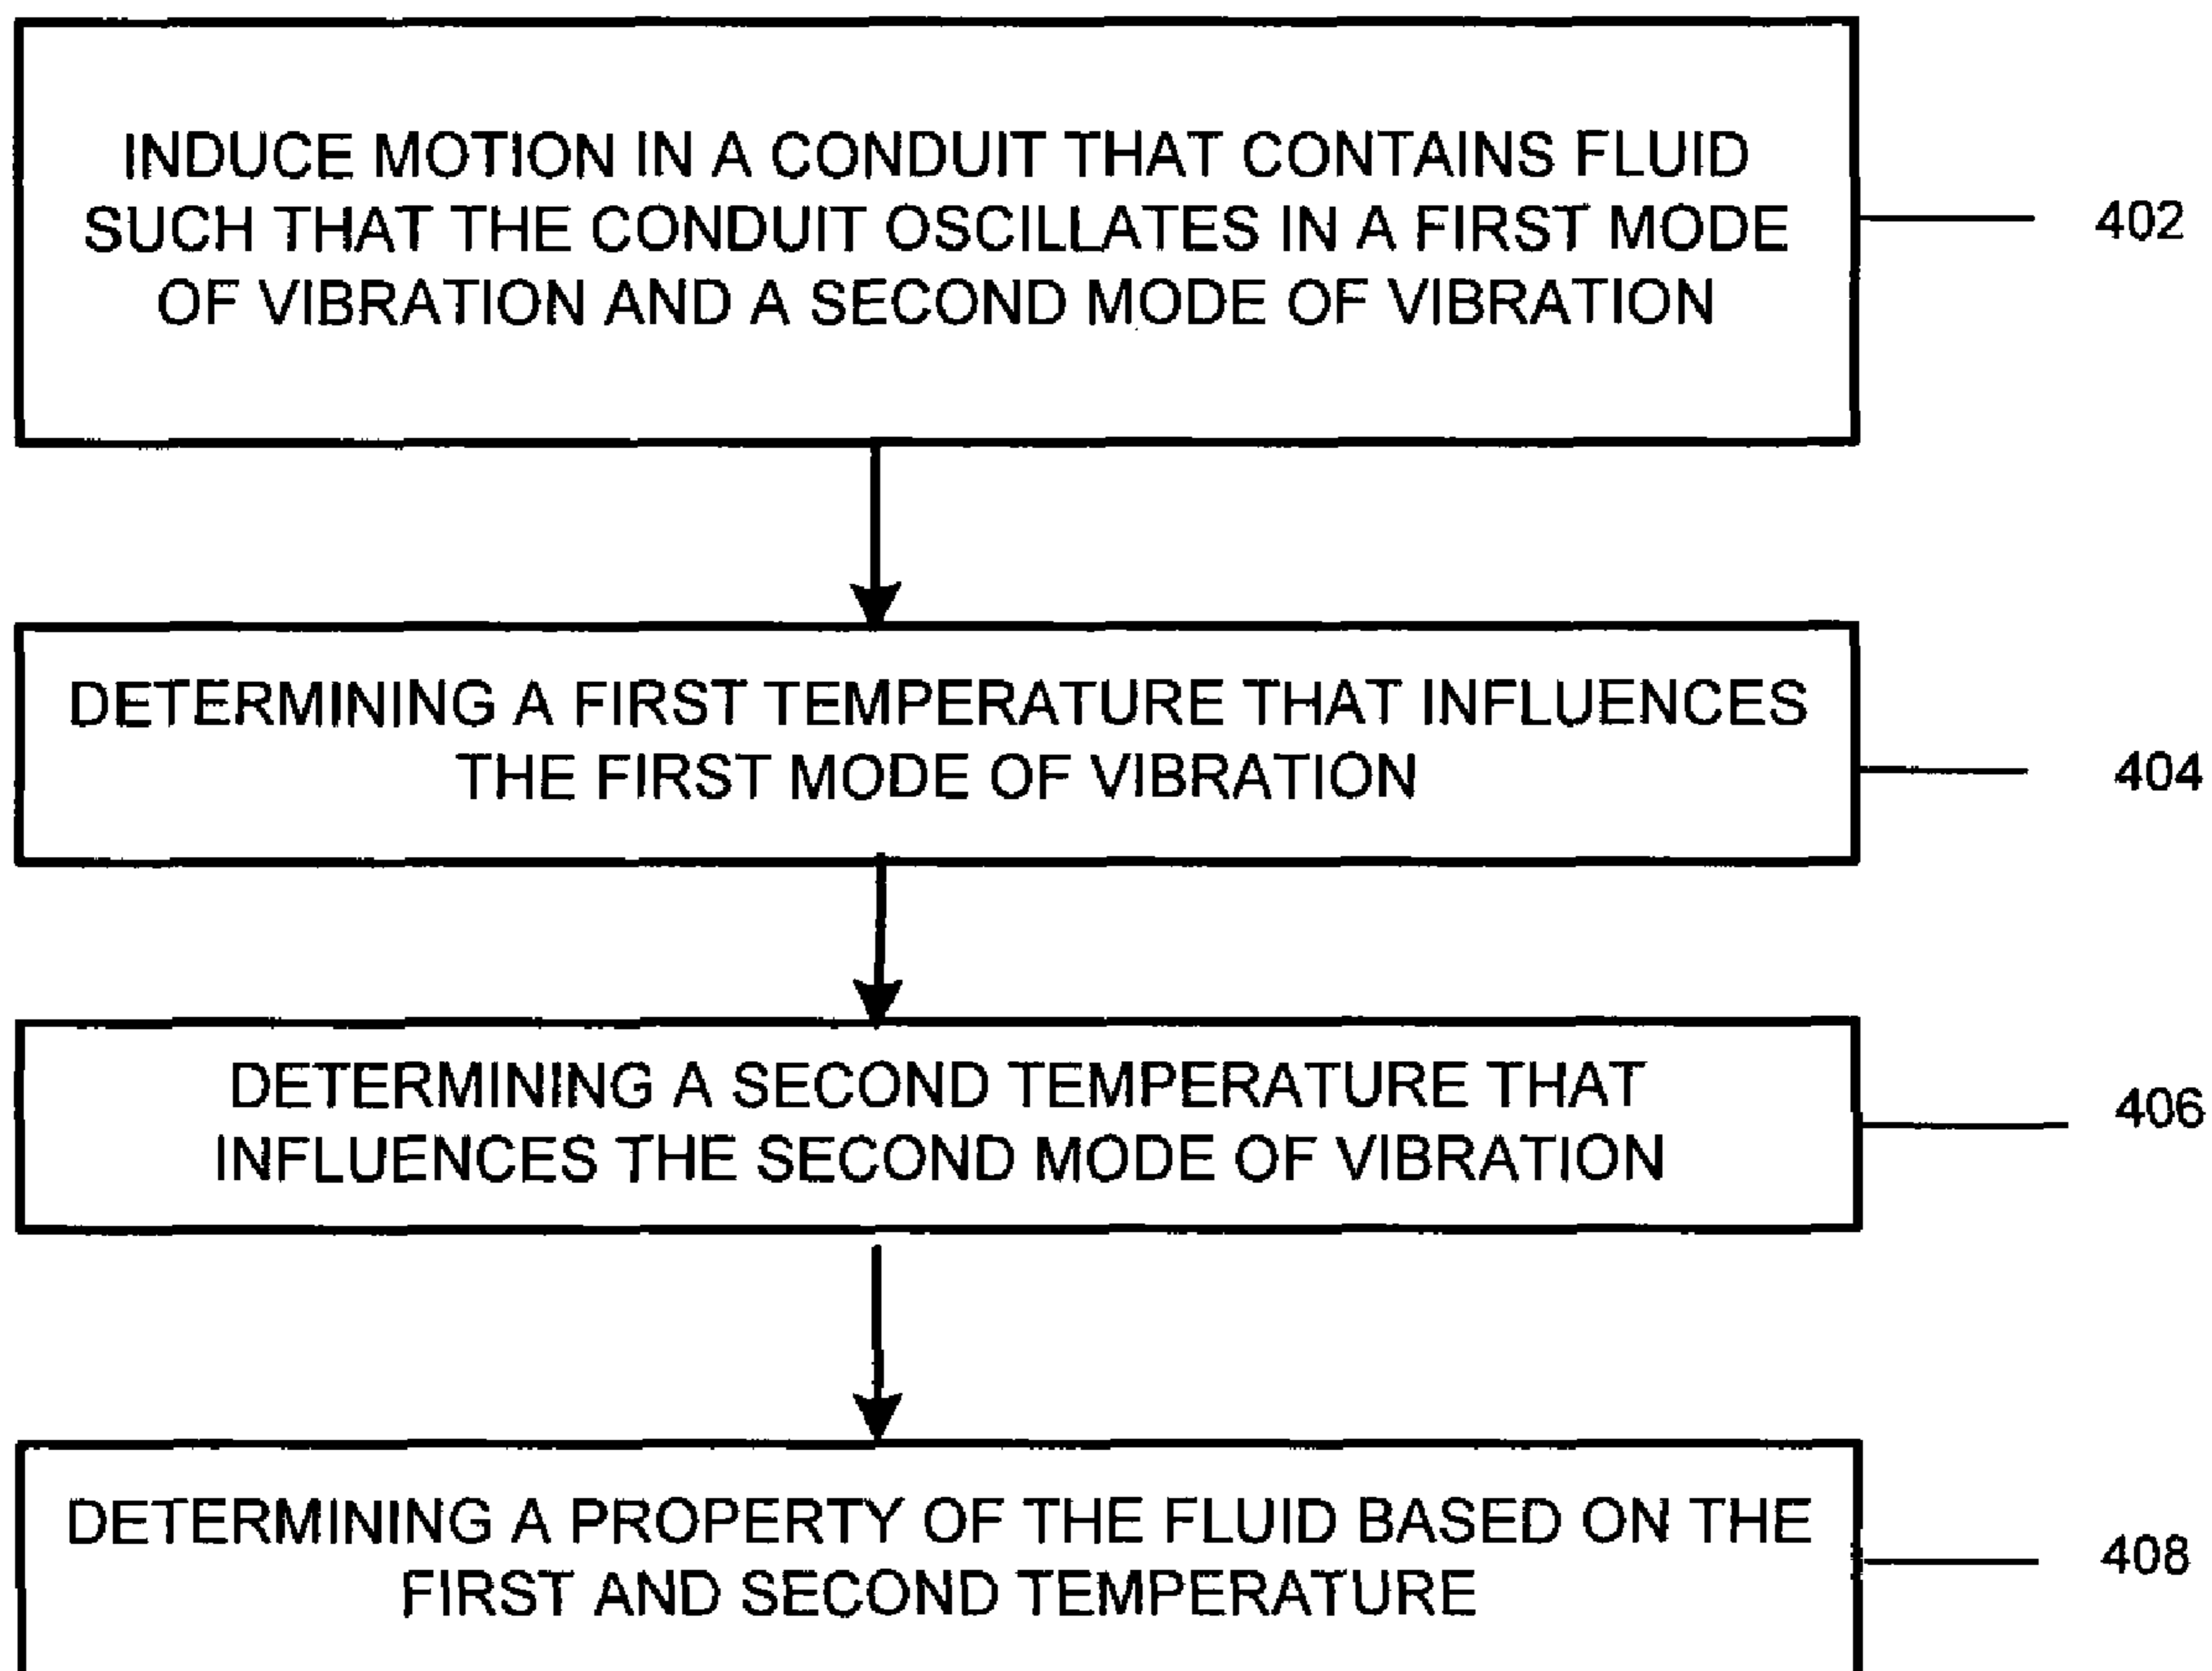 INDUCE MOTION IN A CONDUIT THAT CONTAINS FLUID
SUCH THAT THE CONDUIT OSCILLATES IN A FIRST MODE
OF VIBRATION AND A SECOND MODE OF VIBRATION
402
DETERMINING A FIRST TEMPERATURE THAT INFLUENCES
THE FIRST MODE OF VIBRATION
404
DETERMINING A SECOND TEMPERATURE THAT
INFLUENCES THE SECOND MODE OF VIBRATION
406
DETERMINING A PROPERTY OF THE FLUID BASED ON THE
FIRST AND SECOND TEMPERATURE
408